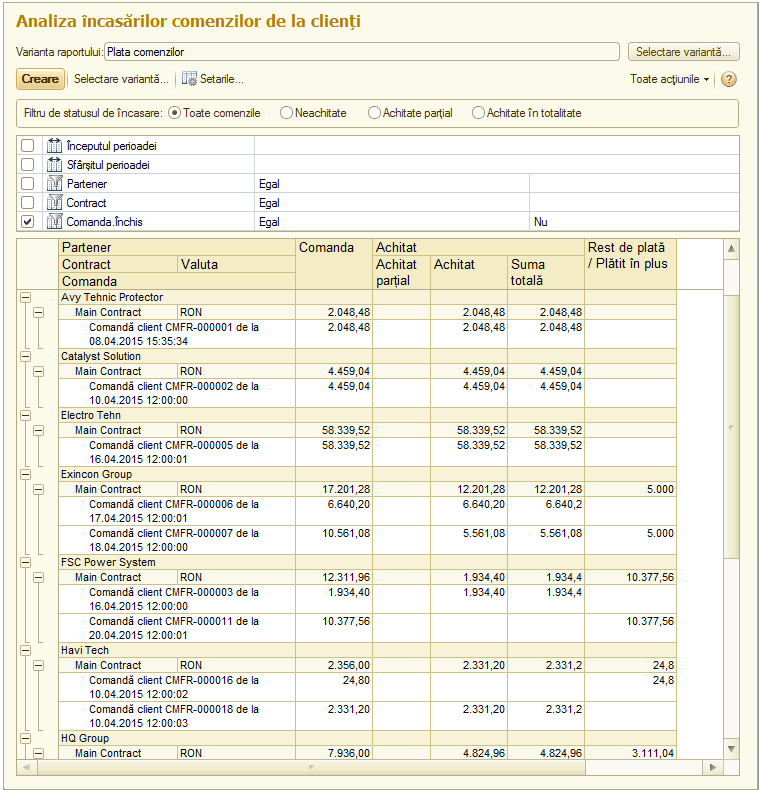 Analiza încasărilor comenzilor de la clienți
Varianta raportului: Plata comenzilor Selectare variantă...
Creare Selectare variantă... Setările... Toate acțiunile ?
Filtru de statusul de încasare: Toate comenzile Neachitate Achitate parțial Achitate în totalitate
Începutul perioadei
Sfârșitul perioadei
Partener Egal
Contract Egal
Comanda.Închis Egal Nu
Partener Comanda Achitat Rest de plată
/ Plătit în plus
Contract Valuta Achitat
parțial Achitat Suma
totală
Comanda
Avy Tehnic Protector
Main Contract RON 2.048,48 2.048,48 2.048,48
Comandă client CMFR-000001 de la 2.048,48 2.048,48 2.048,48
08.04.2015 15:35:34
Catalyst Solution
Main Contract RON 4.459,04 4.459,04 4.459,04
Comandă client CMFR-000002 de la 4.459,04 4.459,04 4.459,04
10.04.2015 12:00:00
Electro Tehn
Main Contract RON 58.339,52 58.339,52 58.339,52
Comandă client CMFR-000005 de la 58.339,52 58.339,52 58.339,52
16.04.2015 12:00:01
Exincon Group
Main Contract RON 17.201,28 12.201,28 12.201,28 5.000
Comandă client CMFR-000006 de la 6.640,20 6.640,20 6.640,2
17.04.2015 12:00:01
Comandă client CMFR-000007 de la 10.561,08 5.561,08 5.561,08 5.000
18.04.2015 12:00:00
FSC Power System
Main Contract RON 12.311,96 1.934,40 1.934,4 10.377,56
Comandă client CMFR-000003 de la 1.934,40 1.934,40 1.934,4
16.04.2015 12:00:00
Comandă client CMFR-000011 de la 10.377,56 10.377,56
20.04.2015 12:00:01
Havi Tech
Main Contract RON 2.356,00 2.331,20 2.331,2 24,8
Comandă client CMFR-000016 de la 24,80 24,8
10.04.2015 12:00:02
Comandă client CMFR-000018 de la 2.331,20 2.331,20 2.331,2
10.04.2015 12:00:03
HQ Group
Main Contract RON 7.936,00 4.824,96 4.824,96 3.111,04